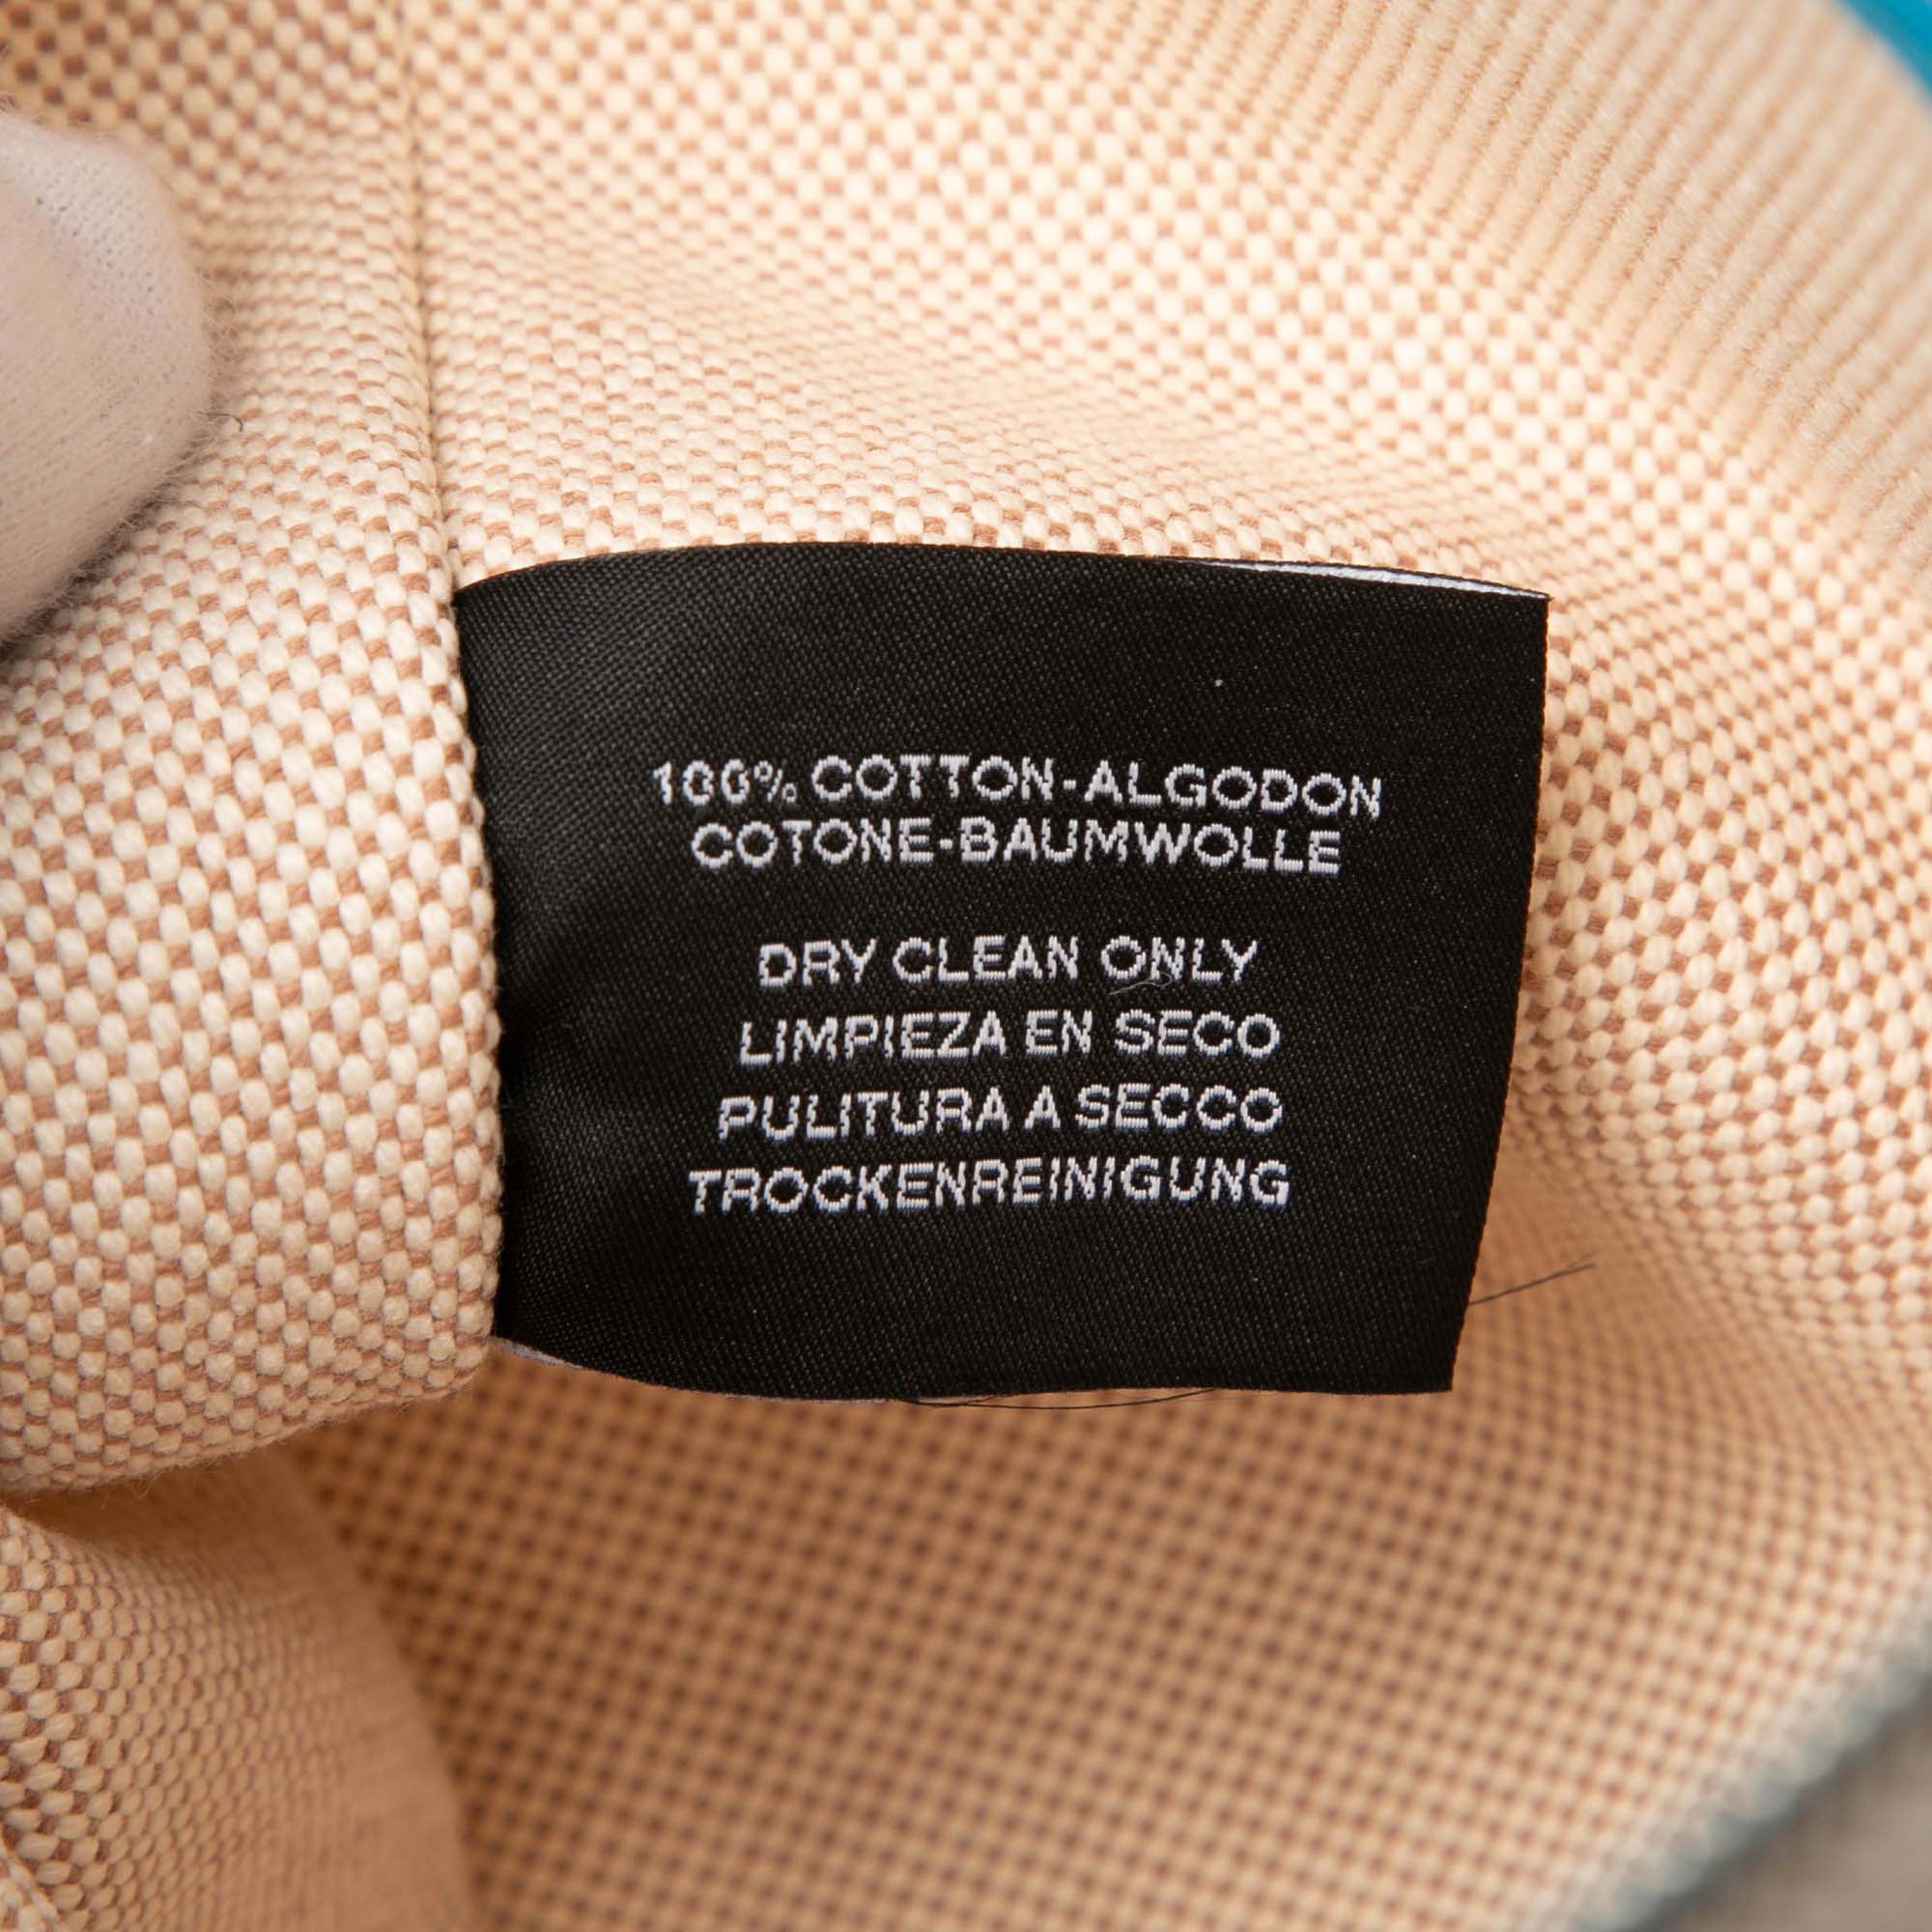 100% COTTON-ALGODON
COTONE-BAUMWOLLE
DRY CLEAN ONLY
LIMPIEZA EN SECO
PULITURA A SECCO
TROCKENREINIGUNG